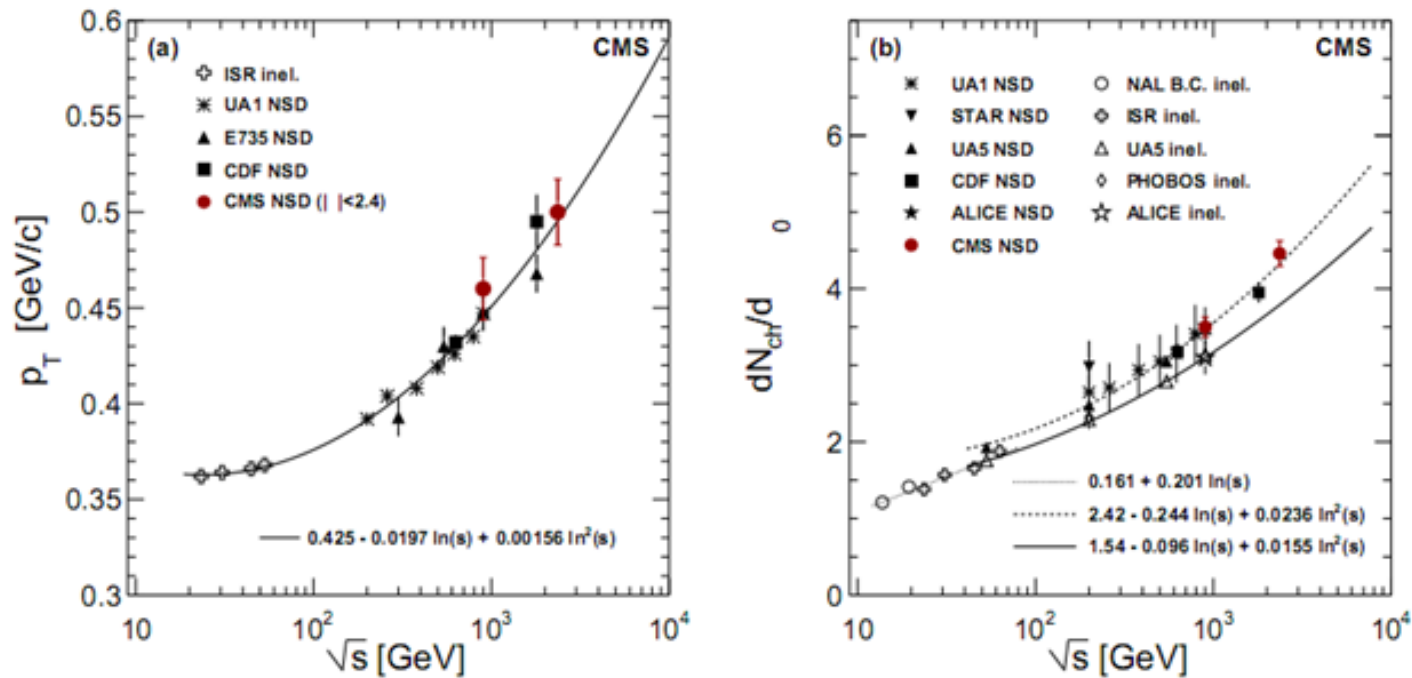 (a)
CMS
ISR inel.
UA1 NSD
E735 NSD
CDF NSD
CMS NSD (| |<2.4)
0.425 - 0.0197 ln(s) + 0.00156 ln²(s)
0.6
0.55
0.5
0.45
0.4
0.35
0.3
p_T [GeV/c]
10 10² 10³ 10⁴
√s [GeV]
(b)
CMS
UA1 NSD
STAR NSD
UA5 NSD
CDF NSD
ALICE NSD
CMS NSD
NAL B.C. inel.
ISR inel.
UA5 inel.
PHOBOS inel.
ALICE inel.
0.161 + 0.201 ln(s)
2.42 - 0.244 ln(s) + 0.0236 ln²(s)
1.54 - 0.096 ln(s) + 0.0155 ln²(s)
6
4
2
0
dN_ch/d 0
10 10² 10³ 10⁴
√s [GeV]